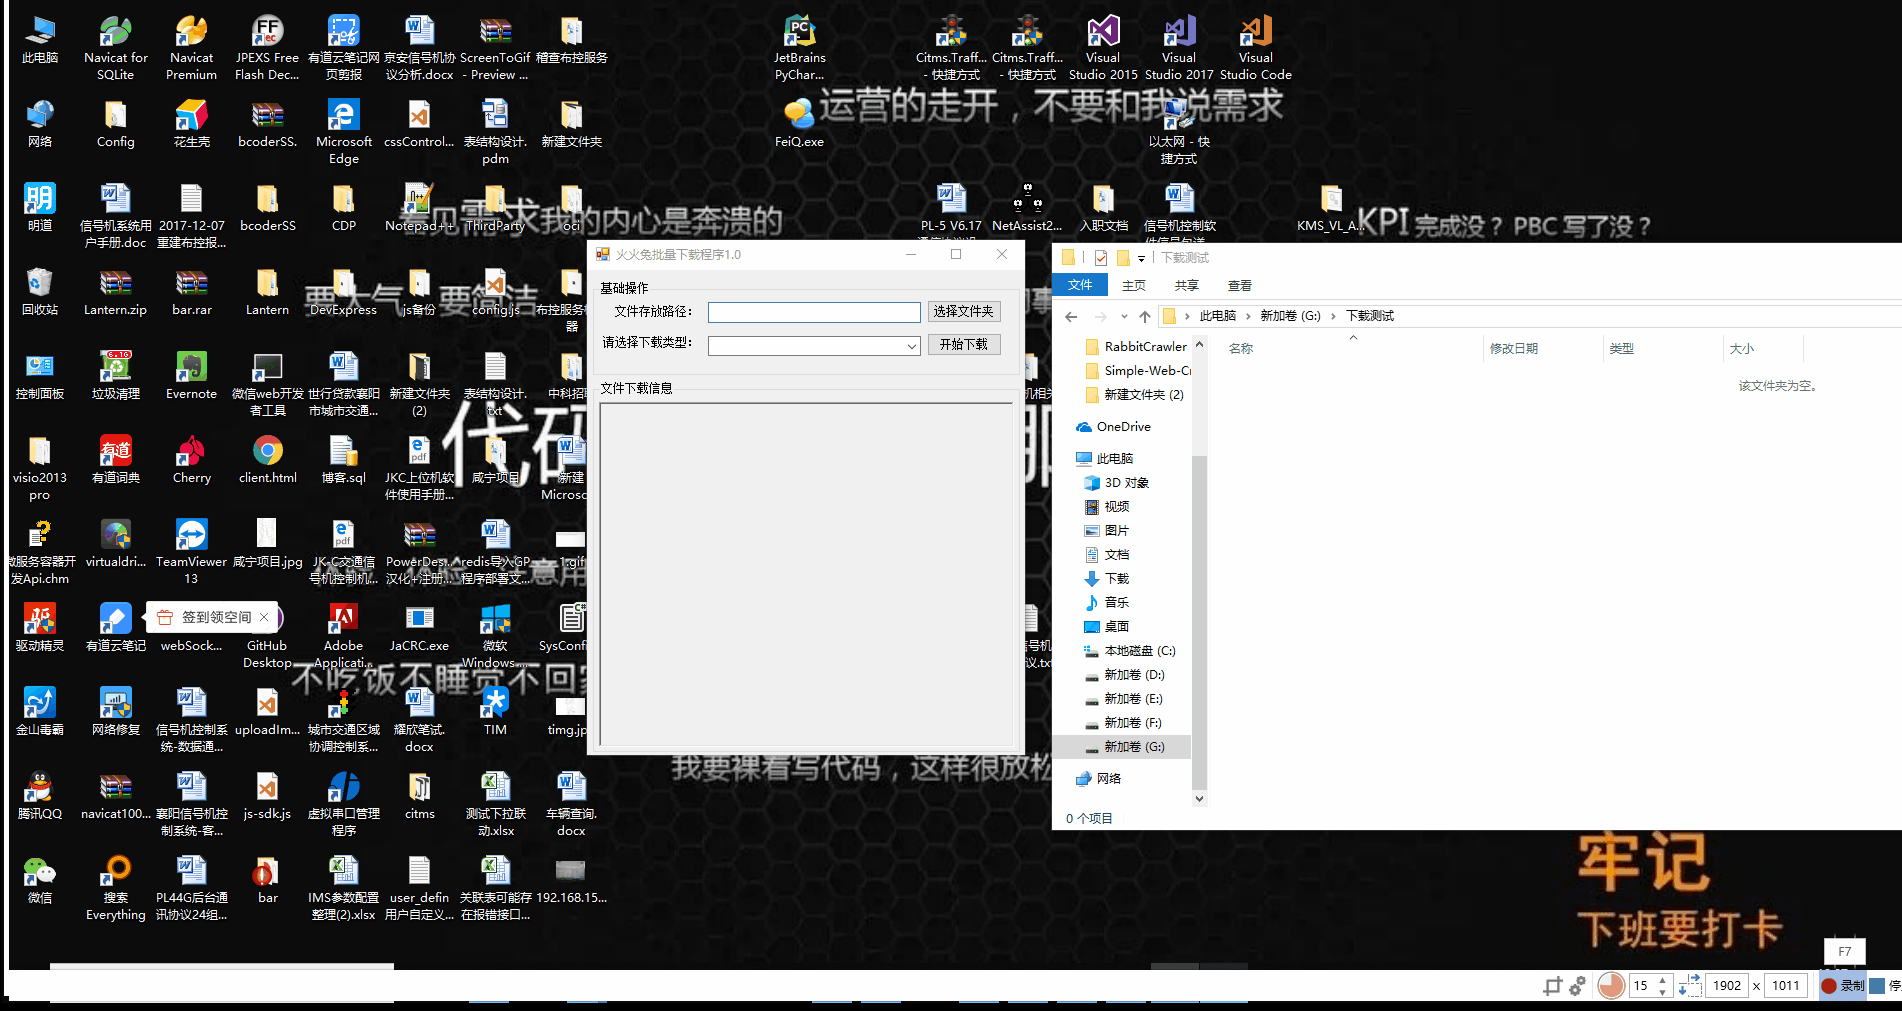 此电脑
Navicat for
SQLite
Navicat
Premium
JPEXS Free
Flash Dec...
有道云笔记网
页剪报
京安信号机协
议分析.docx
ScreenToGif
- Preview ...
稽查布控服务
JetBrains
PyChar...
Citms.Traff...
- 快捷方式
Citms.Traff...
- 快捷方式
Visual
Studio 2015
Visual
Studio 2017
Visual
Studio Code
运营的走开，不要和我说需求
网络
Config
花生壳
bcoderSS.
Microsoft
Edge
cssControl...
表结构设计.
pdm
新建文件夹
FeiQ.exe
以太网 - 快
捷方式
明道
信号机系统用
户手册.doc
2017-12-07
重建布控报...
bcoderSS
CDP
Notepad++
ThirdParty
oci
看见需求我的内心是奔溃的
PL-5 V6.17
NetAssist2...
入职文档
信号机控制软
KMS_VL_A...
KPI 完成没？ PBC 写了没？
回收站
Lantern.zip
bar.rar
Lantern
DevExpress
js备份
config.js
布控服务
器
要大气 要简洁
控制面板
垃圾清理
Evernote
微信web开发
者工具
世行贷款襄阳
市城市交通...
新建文件夹
(2)
表结构设计.
txt
中科招
代码
visio2013
pro
有道词典
Cherry
client.html
博客.sql
JKC上位机软
件使用手册...
咸宁项目
新建
Microso
微服务容器开
发Api.chm
virtualdri...
TeamViewer
13
咸宁项目.jpg
JK-C交通信
号机控制机...
PowerDesi...
汉化+注册...
redis导入GP
程序部署文...
1.gif
签到领空间
驱动精灵
有道云笔记
webSock...
GitHub
Desktop
Adobe
Applicati...
JaCRC.exe
微软
Windows ...
SysConfi
不吃饭不睡觉不回家
金山毒霸
网络修复
信号机控制系
统-数据通...
uploadIm...
城市交通区域
协调控制系...
耀欣笔试.
docx
TIM
timg.jp
我要裸着写代码，这样很放松
腾讯QQ
navicat100...
襄阳信号机控
制系统-客...
js-sdk.js
虚拟串口管理
程序
citms
测试下拉联
动.xlsx
车辆查询.
docx
微信
搜索
Everything
PL44G后台通
讯协议24组...
bar
IMS参数配置
整理(2).xlsx
user_defin
用户自定义...
关联表可能存
在报错接口...
192.168.15...
火火兔批量下载程序1.0
基础操作
文件存放路径：
选择文件夹
请选择下载类型：
开始下载
文件下载信息
下载测试
文件
主页
共享
查看
此电脑
新加卷 (G:)
下载测试
RabbitCrawler
Simple-Web-Cr
新建文件夹 (2)
OneDrive
此电脑
3D 对象
视频
图片
文档
下载
音乐
桌面
本地磁盘 (C:)
新加卷 (D:)
新加卷 (E:)
新加卷 (F:)
新加卷 (G:)
网络
名称
修改日期
类型
大小
该文件夹为空。
0 个项目
牢记
下班要打卡
F7
15
1902 x 1011
录制
停